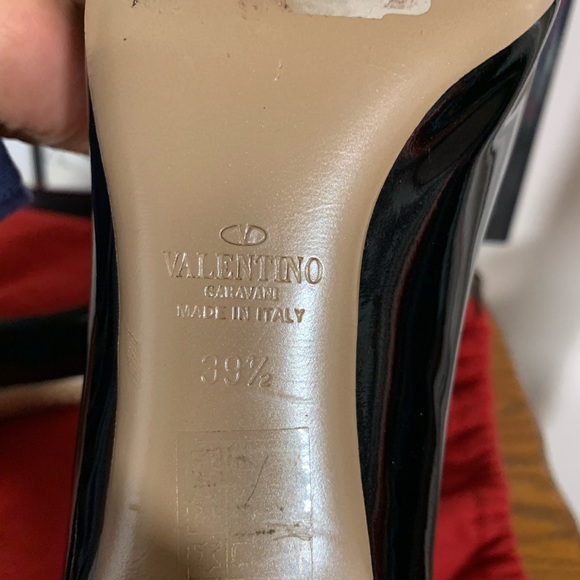 V
VALENTINO
GARAVANI
MADE IN ITALY
39½